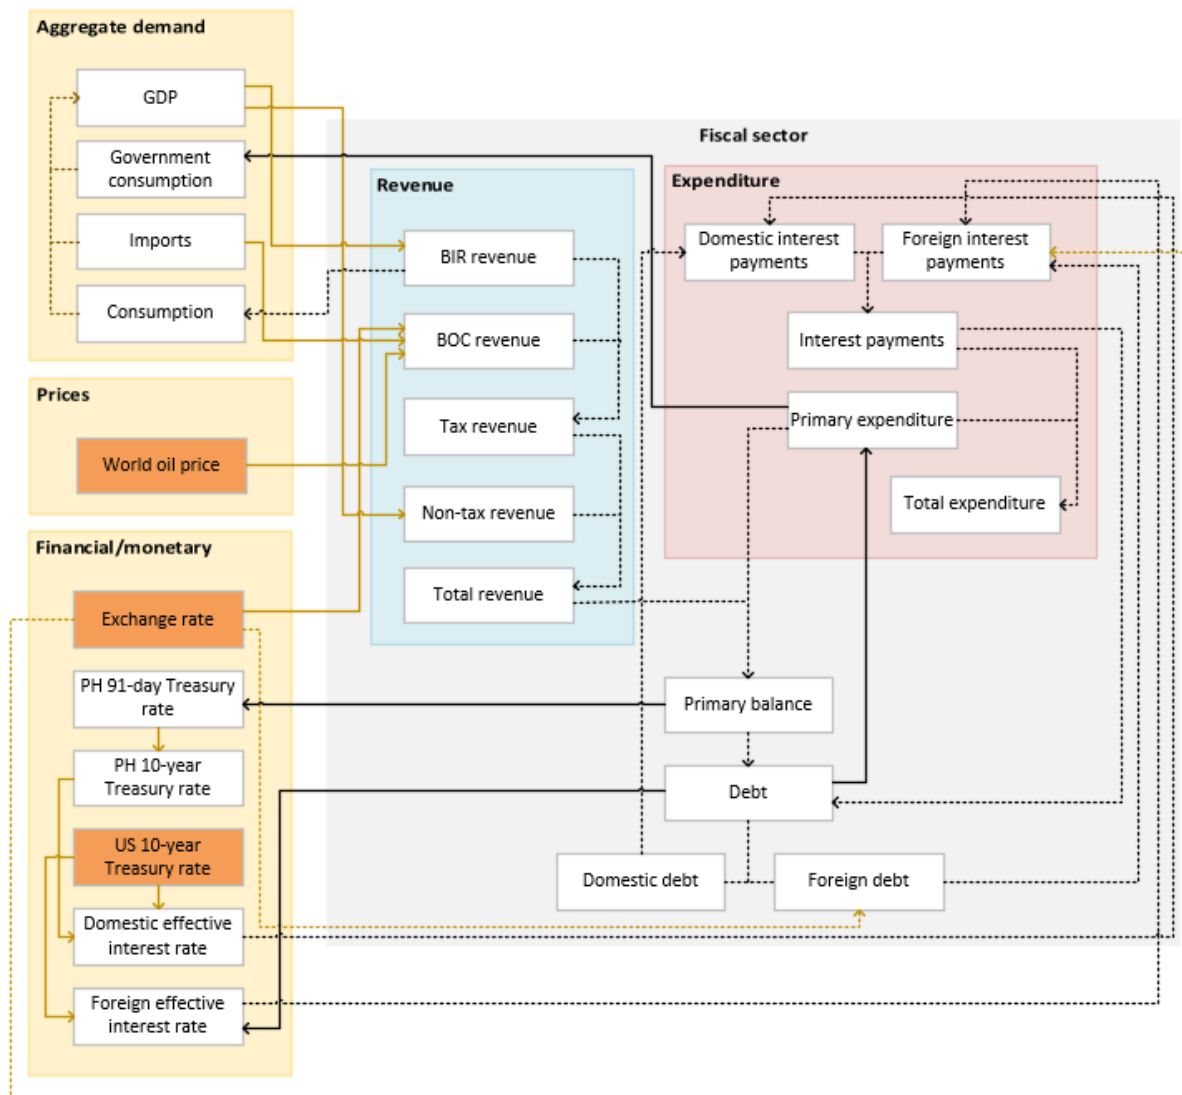 Aggregate demand
GDP
Government
consumption
Imports
Consumption
Prices
World oil price
Financial/monetary
Exchange rate
PH 91-day Treasury
rate
PH 10-year
Treasury rate
US 10-year
Treasury rate
Domestic effective
interest rate
Foreign effective
interest rate
Fiscal sector
Revenue
BIR revenue
BOC revenue
Tax revenue
Non-tax revenue
Total revenue
Expenditure
Domestic interest
payments
Foreign interest
payments
Interest payments
Primary expenditure
Total expenditure
Primary balance
Debt
Domestic debt
Foreign debt